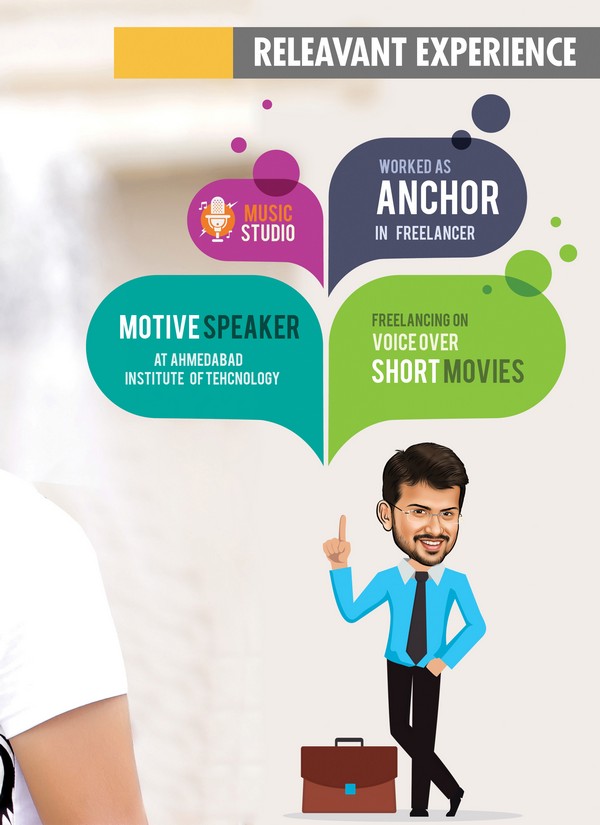 RELEAVANT EXPERIENCE
WORKED AS
ANCHOR
IN FREELANCER
MUSIC
STUDIO
MOTIVE SPEAKER
AT AHMEDABAD
INSTITUTE OF TEHCNOLOGY
FREELANCING ON
VOICE OVER
SHORT MOVIES